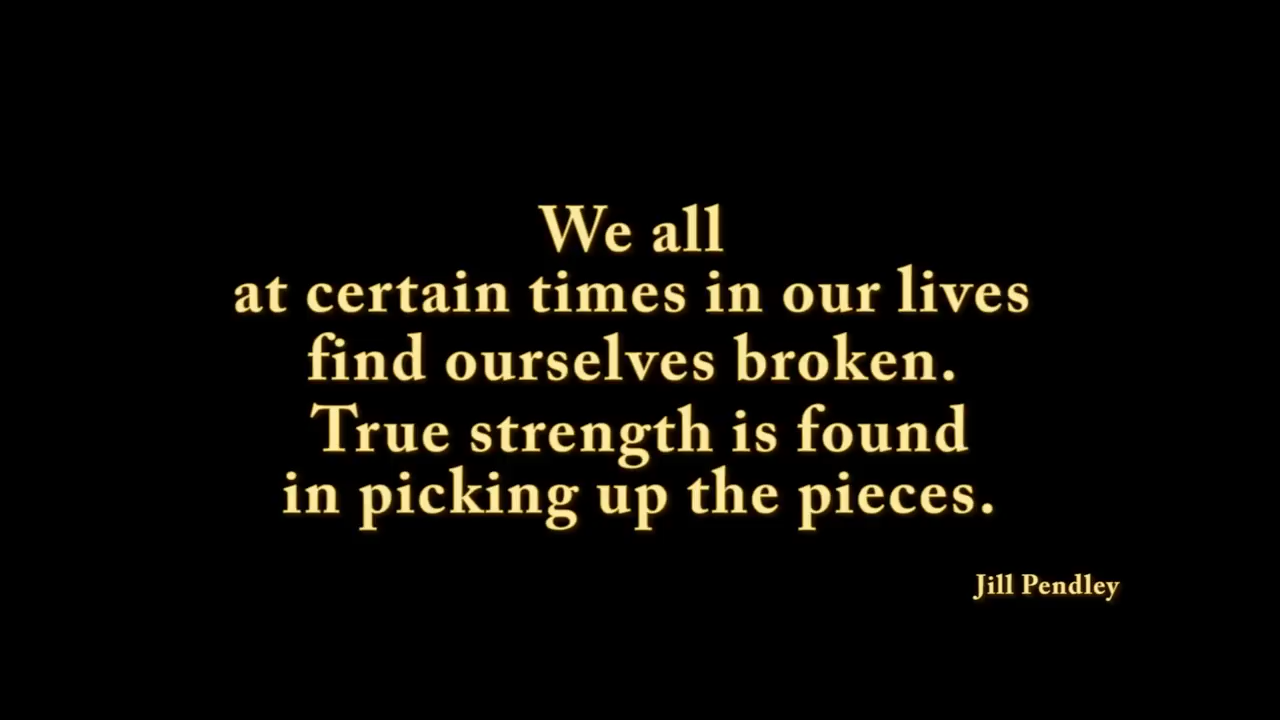 We all
at certain times in our lives
find ourselves broken.
True strength is found
in picking up the pieces.
Jill Pendley